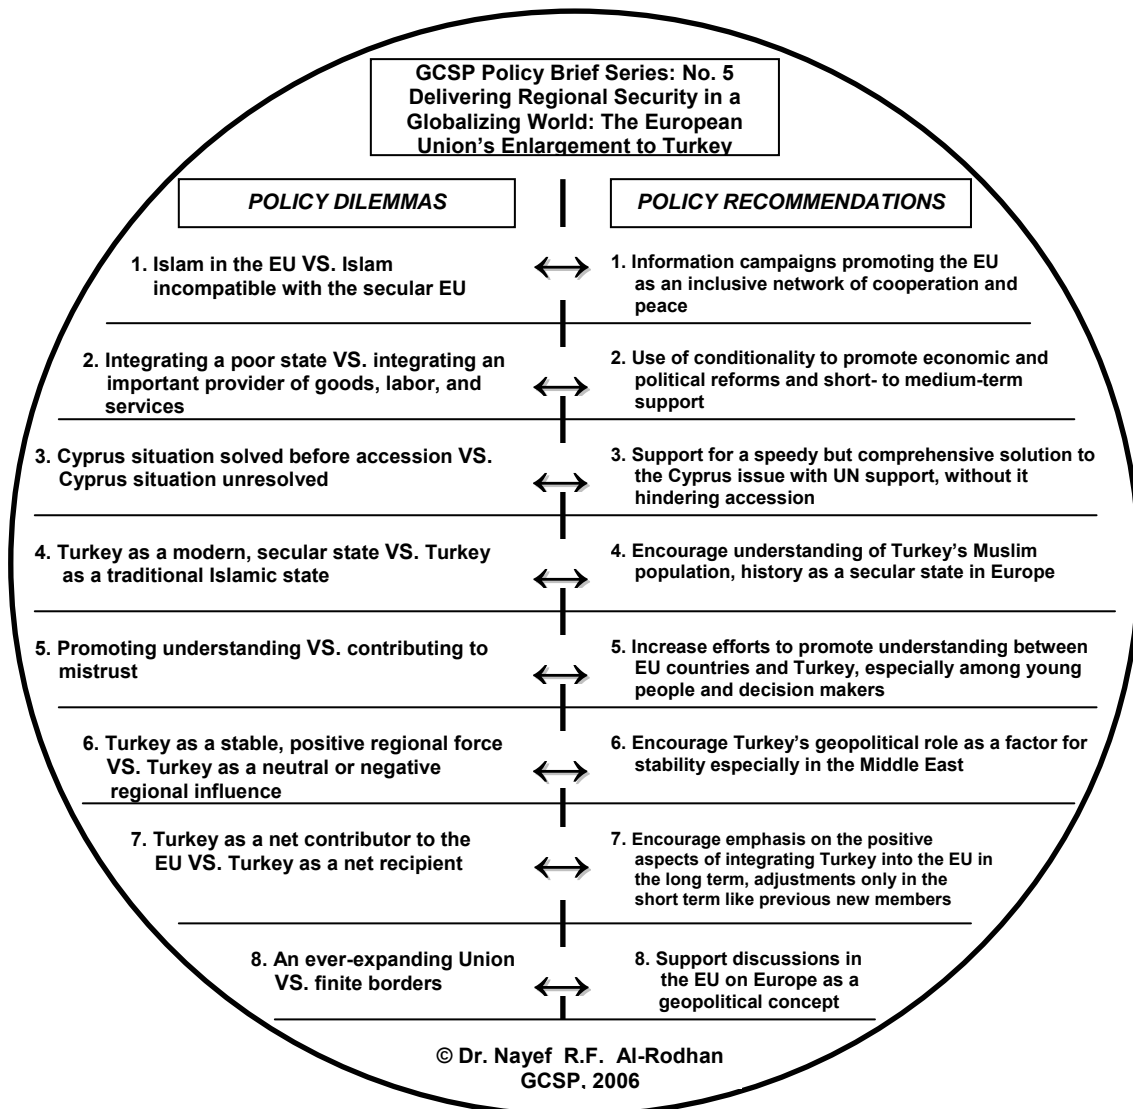 GCSP Policy Brief Series: No. 5
Delivering Regional Security in a
Globalizing World: The European
Union's Enlargement to Turkey
POLICY DILEMMAS
POLICY RECOMMENDATIONS
1. Islam in the EU VS. Islam
incompatible with the secular EU
1. Information campaigns promoting the EU
as an inclusive network of cooperation and
peace
2. Integrating a poor state VS. integrating an
important provider of goods, labor, and
services
2. Use of conditionality to promote economic and
political reforms and short- to medium-term
support
3. Cyprus situation solved before accession VS.
Cyprus situation unresolved
3. Support for a speedy but comprehensive solution to
the Cyprus issue with UN support, without it
hindering accession
4. Turkey as a modern, secular state VS. Turkey
as a traditional Islamic state
4. Encourage understanding of Turkey's Muslim
population, history as a secular state in Europe
5. Promoting understanding VS. contributing to
mistrust
5. Increase efforts to promote understanding between
EU countries and Turkey, especially among young
people and decision makers
6. Turkey as a stable, positive regional force
VS. Turkey as a neutral or negative
regional influence
6. Encourage Turkey's geopolitical role as a factor for
stability especially in the Middle East
7. Turkey as a net contributor to the
EU VS. Turkey as a net recipient
7. Encourage emphasis on the positive
aspects of integrating Turkey into the EU in
the long term, adjustments only in the
short term like previous new members
8. An ever-expanding Union
VS. finite borders
8. Support discussions in
the EU on Europe as a
geopolitical concept
© Dr. Nayef R.F. Al-Rodhan
GCSP, 2006